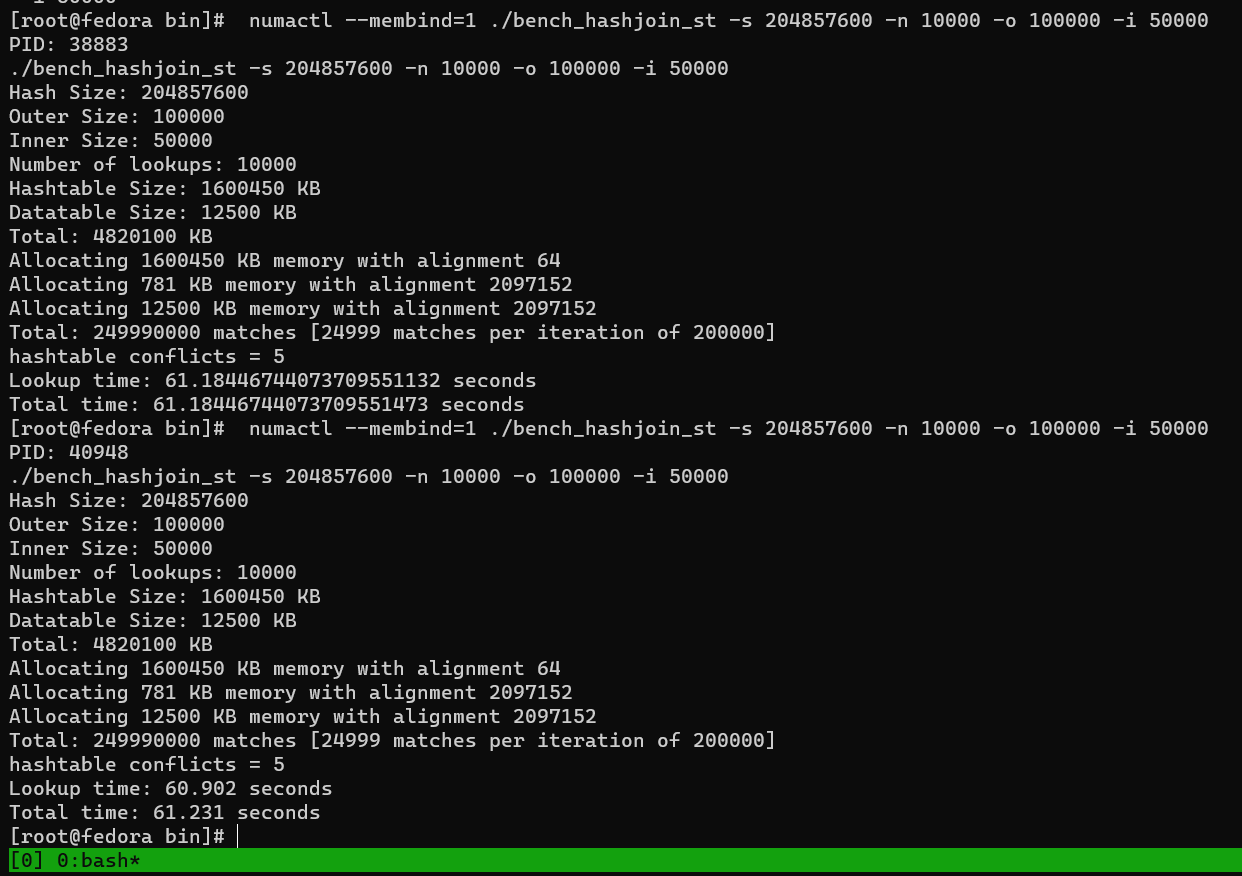 [root@fedora bin]#  numactl --membind=1 ./bench_hashjoin_st -s 204857600 -n 10000 -o 100000 -i 50000
PID: 38883
./bench_hashjoin_st -s 204857600 -n 10000 -o 100000 -i 50000
Hash Size: 204857600
Outer Size: 100000
Inner Size: 50000
Number of lookups: 10000
Hashtable Size: 1600450 KB
Datatable Size: 12500 KB
Total: 4820100 KB
Allocating 1600450 KB memory with alignment 64
Allocating 781 KB memory with alignment 2097152
Allocating 12500 KB memory with alignment 2097152
Total: 249990000 matches [24999 matches per iteration of 200000]
hashtable conflicts = 5
Lookup time: 61.18446744073709551132 seconds
Total time: 61.18446744073709551473 seconds
[root@fedora bin]#  numactl --membind=1 ./bench_hashjoin_st -s 204857600 -n 10000 -o 100000 -i 50000
PID: 40948
./bench_hashjoin_st -s 204857600 -n 10000 -o 100000 -i 50000
Hash Size: 204857600
Outer Size: 100000
Inner Size: 50000
Number of lookups: 10000
Hashtable Size: 1600450 KB
Datatable Size: 12500 KB
Total: 4820100 KB
Allocating 1600450 KB memory with alignment 64
Allocating 781 KB memory with alignment 2097152
Allocating 12500 KB memory with alignment 2097152
Total: 249990000 matches [24999 matches per iteration of 200000]
hashtable conflicts = 5
Lookup time: 60.902 seconds
Total time: 61.231 seconds
[root@fedora bin]#
[0] 0:bash*